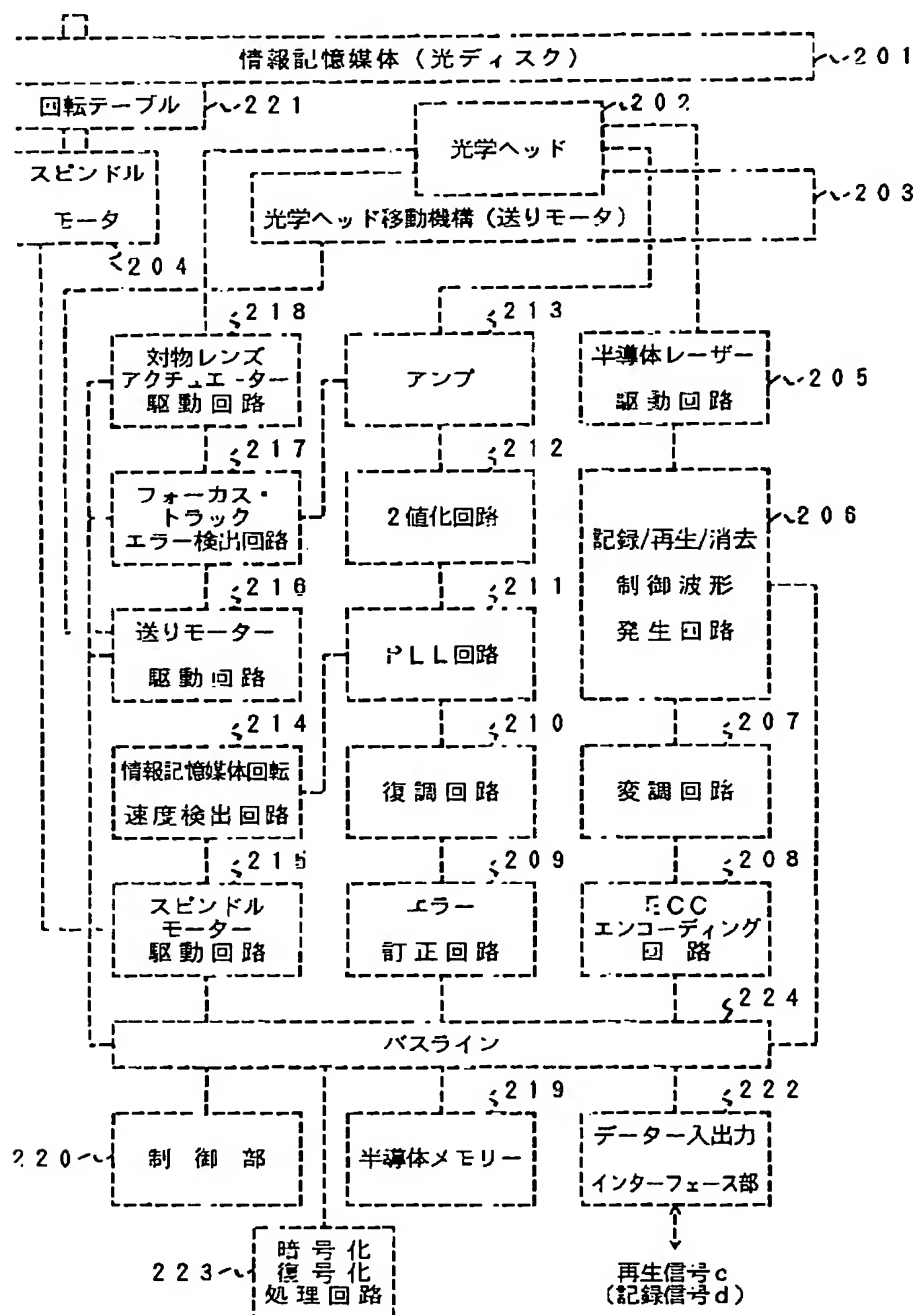 情報記憶媒体（光ディスク）
201
回転テーブル
221
202
光学ヘッド
スピンドル
モータ
203
光学ヘッド移動機構（送りモータ）
204
218
213
対物レンズ
アクチュエーター
駆動回路
アンプ
半導体レーザー
駆動回路
205
217
212
フォーカス・
トラック
エラー検出回路
2値化回路
記録/再生/消去
制御波形
発生回路
206
216
211
送りモーター
駆動回路
PLL回路
214
210
207
情報記憶媒体回転
速度検出回路
復調回路
変調回路
215
209
208
スピンドル
モーター
駆動回路
エラー
訂正回路
ECC
エンコーディング
回路
224
バスライン
219
222
220
制御部
半導体メモリー
データー入出力
インターフェース部
223
暗号化
復号化
処理回路
再生信号c
（記録信号d）